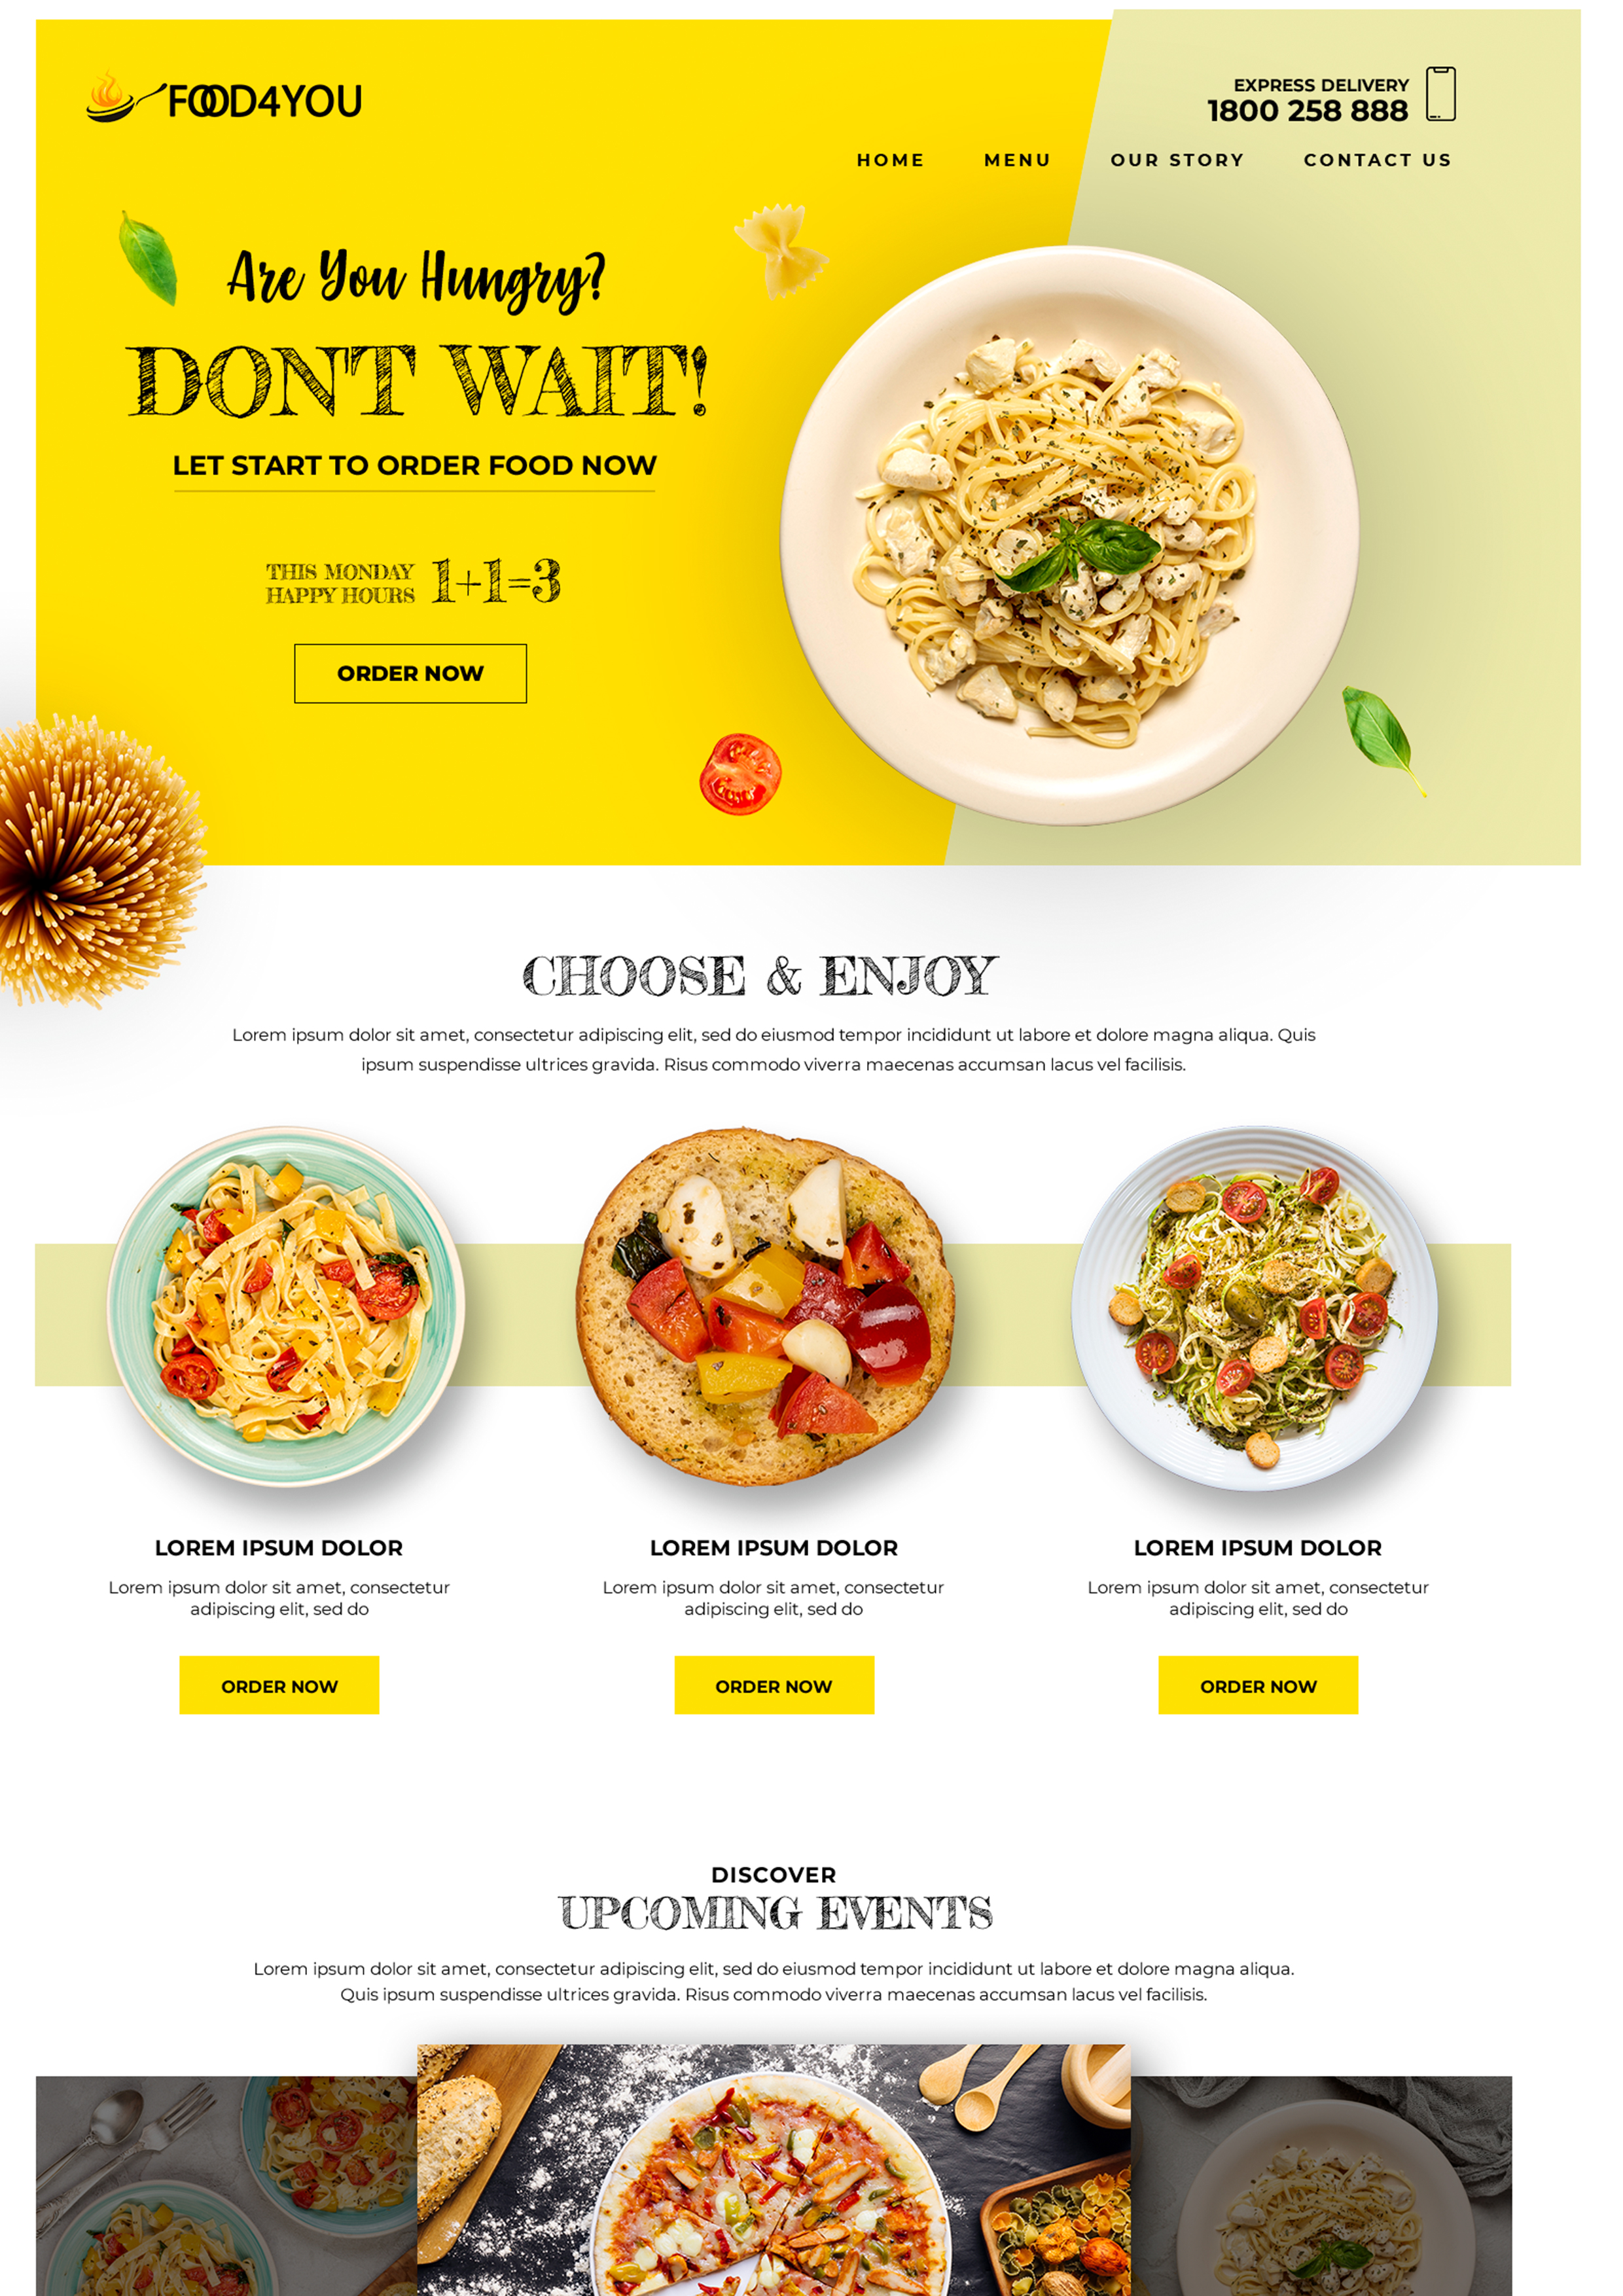 FOOD4YOU
EXPRESS DELIVERY
1800 258 888
HOME MENU OUR STORY CONTACT US
Are You Hungry?
DON'T WAIT!
LET START TO ORDER FOOD NOW
THIS MONDAY
HAPPY HOURS
1+1=3
ORDER NOW
CHOOSE & ENJOY
Lorem ipsum dolor sit amet, consectetur adipiscing elit, sed do eiusmod tempor incididunt ut labore et dolore magna aliqua. Quis
ipsum suspendisse ultrices gravida. Risus commodo viverra maecenas accumsan lacus vel facilisis.
LOREM IPSUM DOLOR
Lorem ipsum dolor sit amet, consectetur
adipiscing elit, sed do
ORDER NOW
LOREM IPSUM DOLOR
Lorem ipsum dolor sit amet, consectetur
adipiscing elit, sed do
ORDER NOW
LOREM IPSUM DOLOR
Lorem ipsum dolor sit amet, consectetur
adipiscing elit, sed do
ORDER NOW
DISCOVER
UPCOMING EVENTS
Lorem ipsum dolor sit amet, consectetur adipiscing elit, sed do eiusmod tempor incididunt ut labore et dolore magna aliqua.
Quis ipsum suspendisse ultrices gravida. Risus commodo viverra maecenas accumsan lacus vel facilisis.